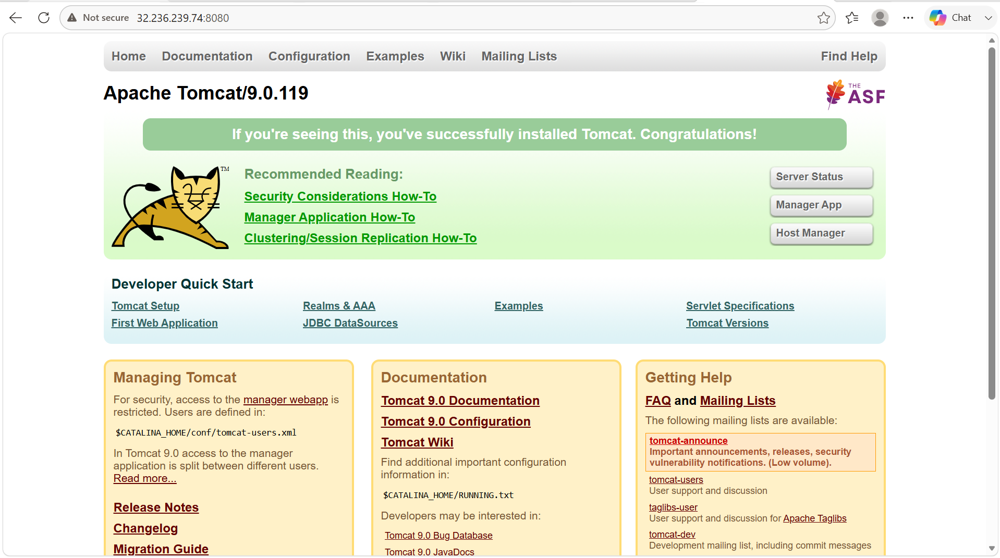 Not secure 32.236.239.74:8080
Chat
Home Documentation Configuration Examples Wiki Mailing Lists Find Help
Apache Tomcat/9.0.119
THE
ASF
If you're seeing this, you've successfully installed Tomcat. Congratulations!
TM
Recommended Reading:
Security Considerations How-To
Manager Application How-To
Clustering/Session Replication How-To
Server Status
Manager App
Host Manager
Developer Quick Start
Tomcat Setup
First Web Application
Realms & AAA
JDBC DataSources
Examples
Servlet Specifications
Tomcat Versions
Managing Tomcat
For security, access to the manager webapp is
restricted. Users are defined in:
$CATALINA_HOME/conf/tomcat-users.xml
In Tomcat 9.0 access to the manager
application is split between different users.
Read more...
Release Notes
Changelog
Migration Guide
Documentation
Tomcat 9.0 Documentation
Tomcat 9.0 Configuration
Tomcat Wiki
Find additional important configuration
information in:
$CATALINA_HOME/RUNNING.txt
Developers may be interested in:
Tomcat 9.0 Bug Database
Tomcat 9.0 JavaDocs
Getting Help
FAQ and Mailing Lists
The following mailing lists are available:
tomcat-announce
Important announcements, releases, security
vulnerability notifications. (Low volume).
tomcat-users
User support and discussion
taglibs-user
User support and discussion for Apache Taglibs
tomcat-dev
Development mailing list, including commit messages